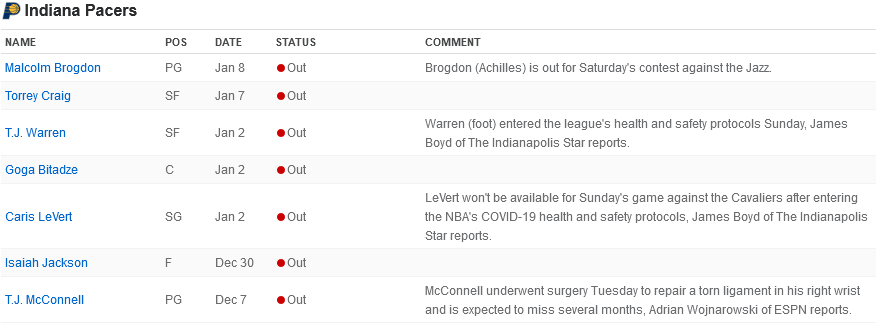 Indiana Pacers
NAME POS DATE STATUS COMMENT
Malcolm Brogdon PG Jan 8 Out Brogdon (Achilles) is out for Saturday's contest against the Jazz.
Torrey Craig SF Jan 7 Out
T.J. Warren SF Jan 2 Out Warren (foot) entered the league's health and safety protocols Sunday, James
Boyd of The Indianapolis Star reports.
Goga Bitadze C Jan 2 Out
Caris LeVert SG Jan 2 Out LeVert won't be available for Sunday's game against the Cavaliers after entering
the NBA's COVID-19 health and safety protocols, James Boyd of The Indianapolis
Star reports.
Isaiah Jackson F Dec 30 Out
T.J. McConnell PG Dec 7 Out McConnell underwent surgery Tuesday to repair a torn ligament in his right wrist
and is expected to miss several months, Adrian Wojnarowski of ESPN reports.